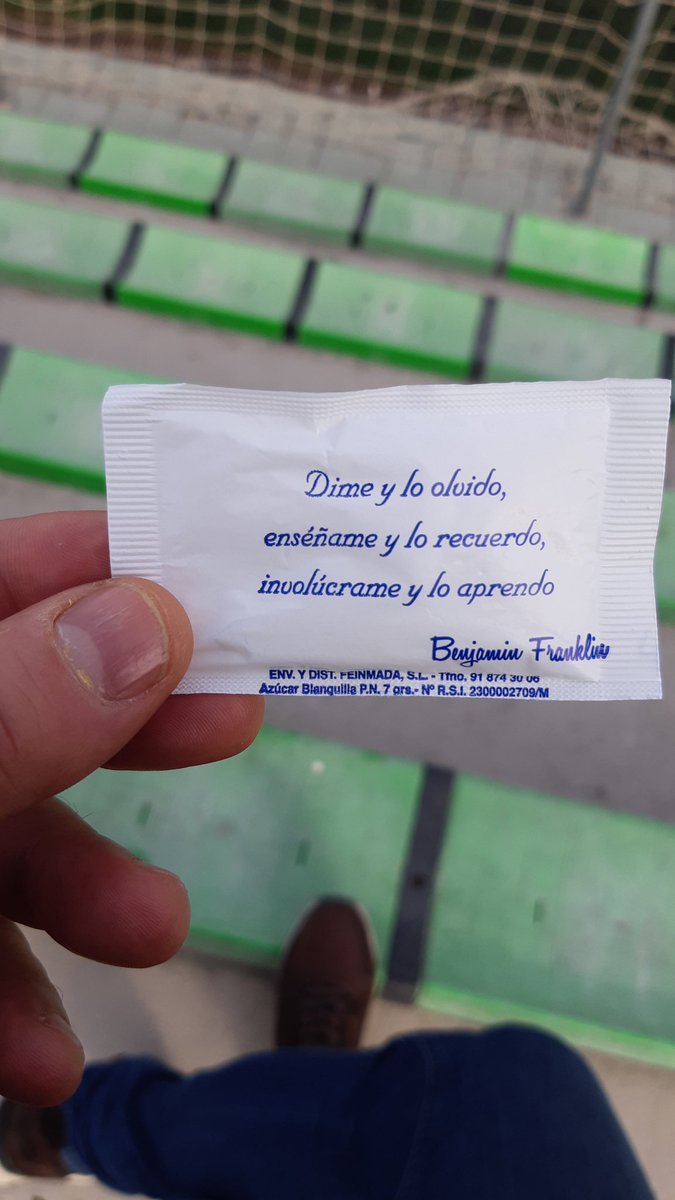 Dime y lo olvido,
enséñame y lo recuerdo,
involúcrame y lo aprendo
Benjamin Franklin
ENV. Y DIST. FEINMADA, S.L. - Tfno. 91 874 30 06
Azúcar Blanquilla P.N. 7 grs.- Nº R.S.I. 2300002709/M